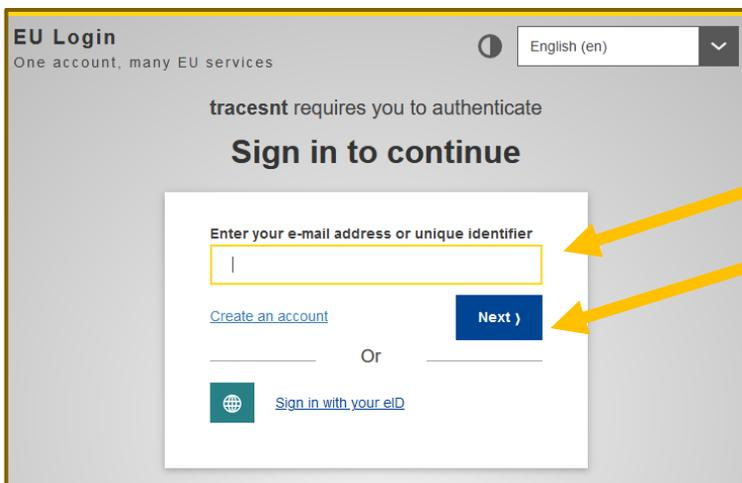 EU Login
One account, many EU services
English (en)
tracesnt requires you to authenticate
Sign in to continue
Enter your e-mail address or unique identifier
Create an account
Next ⟩
Or
Sign in with your eID